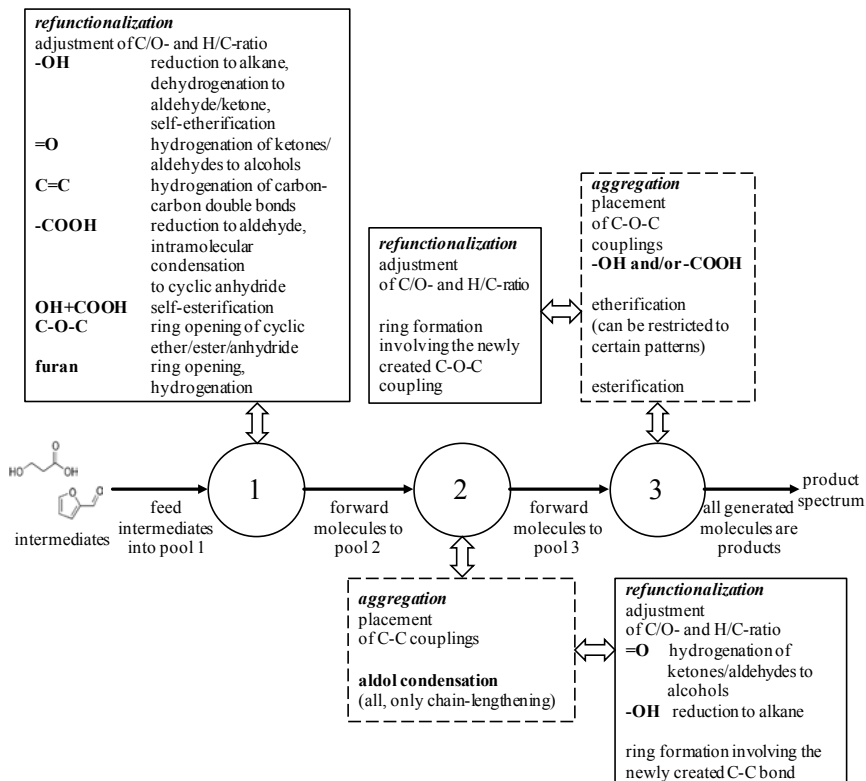 refunctionalization
adjustment of C/O- and H/C-ratio
-OH reduction to alkane,
dehydrogenation to
aldehyde/ketone,
self-etherification
=O hydrogenation of ketones/
aldehydes to alcohols
C=C hydrogenation of carbon-
carbon double bonds
-COOH reduction to aldehyde,
intramolecular
condensation
to cyclic anhydride
OH+COOH self-esterification
C-O-C ring opening of cyclic
ether/ester/anhydride
furan ring opening,
hydrogenation
refunctionalization
adjustment
of C/O- and H/C-ratio
ring formation
involving the newly
created C-O-C
coupling
aggregation
placement
of C-O-C
couplings
-OH and/or -COOH
etherification
(can be restricted to
certain patterns)
esterification
HO O OH
O O
intermediates
feed
intermediates
into pool 1
1
forward
molecules to
pool 2
2
forward
molecules to
pool 3
3
all generated
molecules are
products
product
spectrum
aggregation
placement
of C-C couplings
aldol condensation
(all, only chain-lengthening)
refunctionalization
adjustment
of C/O- and H/C-ratio
=O hydrogenation of
ketones/aldehydes to
alcohols
-OH reduction to alkane
ring formation involving the
newly created C-C bond